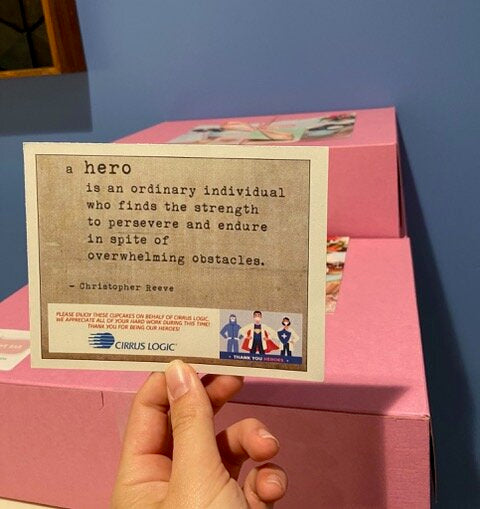 a hero
is an ordinary individual
who finds the strength
to persevere and endure
in spite of
overwhelming obstacles.
- Christopher Reeve
PLEASE ENJOY THESE CUPCAKES ON BEHALF OF CIRRUS LOGIC.
WE APPRECIATE ALL OF YOUR HARD WORK DURING THIS TIME!
THANK YOU FOR BEING OUR HEROES!
CIRRUS LOGIC
THANK YOU HEROES